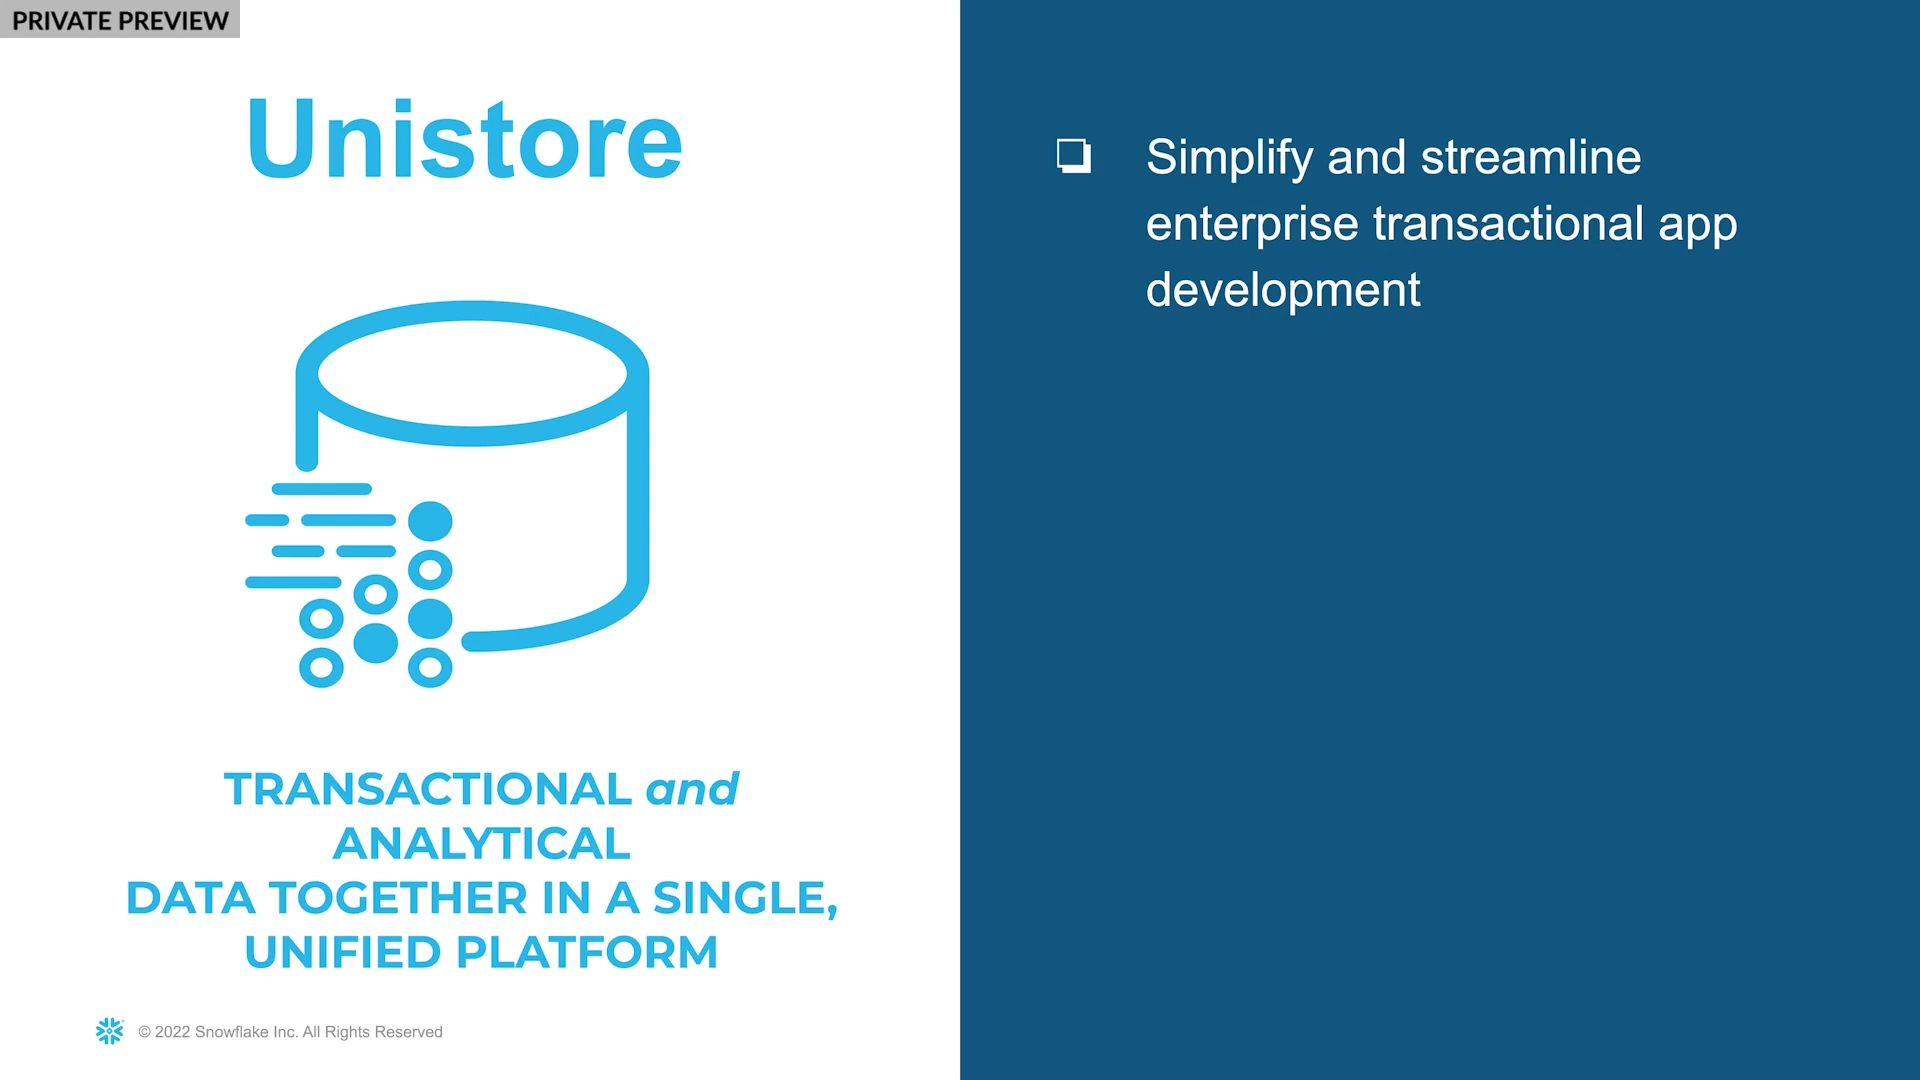 PRIVATE PREVIEW
Unistore
TRANSACTIONAL and
ANALYTICAL
DATA TOGETHER IN A SINGLE,
UNIFIED PLATFORM
© 2022 Snowflake Inc. All Rights Reserved
Simplify and streamline
enterprise transactional app
development